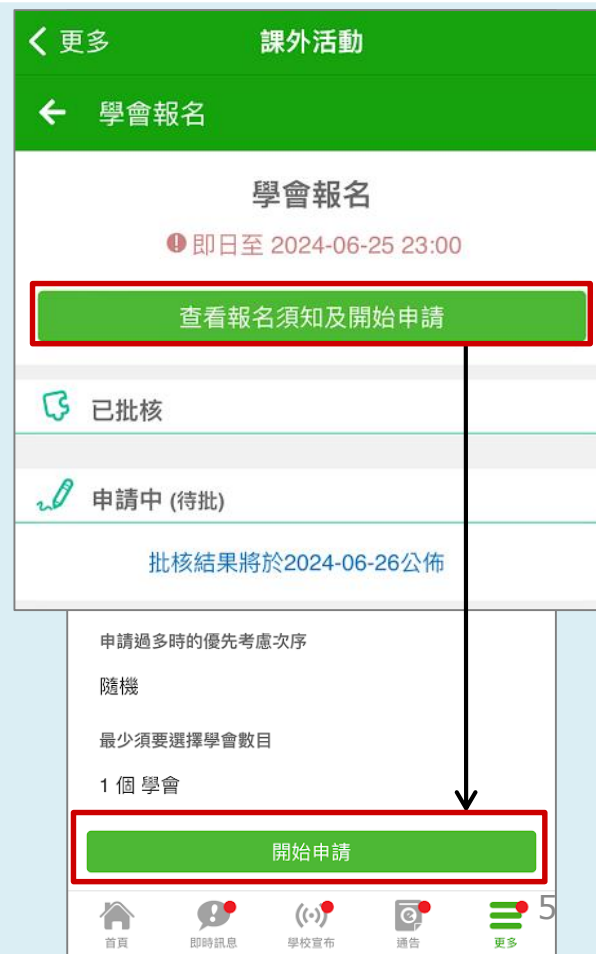 更多
課外活動
學會報名
學會報名
即日至 2024-06-25 23:00
查看報名須知及開始申請
已批核
申請中 (待批)
批核結果將於2024-06-26公佈
申請過多時的優先考慮次序
隨機
最少須要選擇學會數目
1 個 學會
開始申請
首頁
即時訊息
學校宣布
通告
更多
5